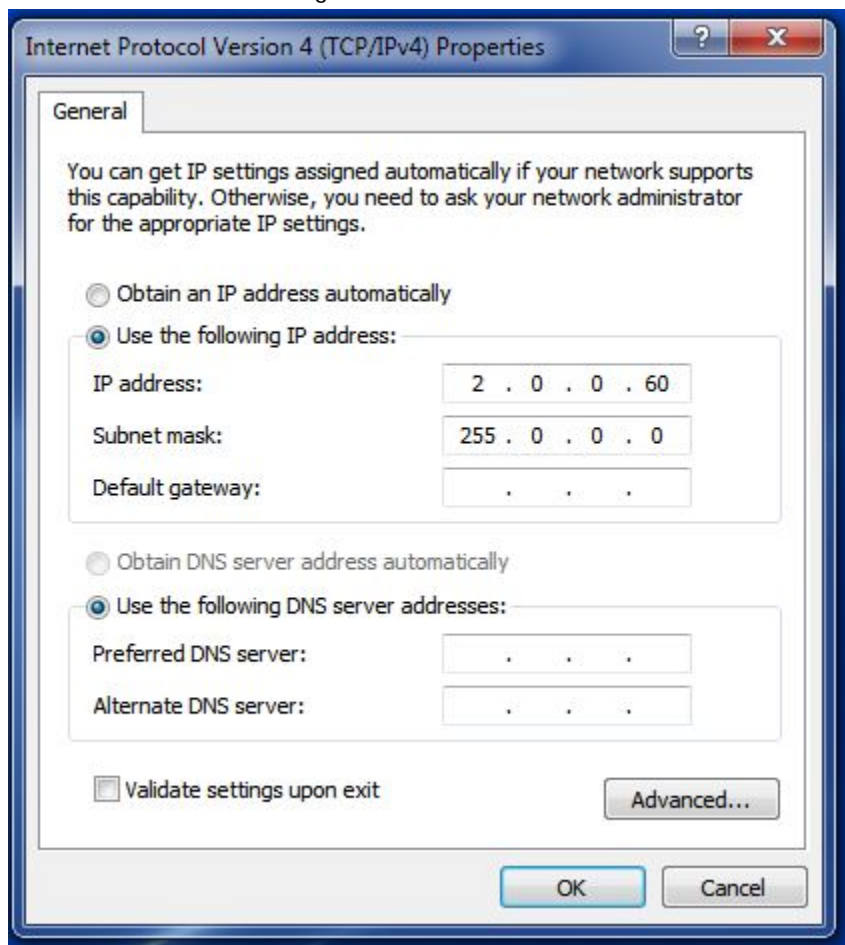 Internet Protocol Version 4 (TCP/IPv4) Properties
?
X
General
You can get IP settings assigned automatically if your network supports
this capability. Otherwise, you need to ask your network administrator
for the appropriate IP settings.
Obtain an IP address automatically
Use the following IP address:
IP address: 2 . 0 . 0 . 60
Subnet mask: 255 . 0 . 0 . 0
Default gateway: . . .
Obtain DNS server address automatically
Use the following DNS server addresses:
Preferred DNS server: . . .
Alternate DNS server: . . .
Validate settings upon exit
Advanced...
OK Cancel